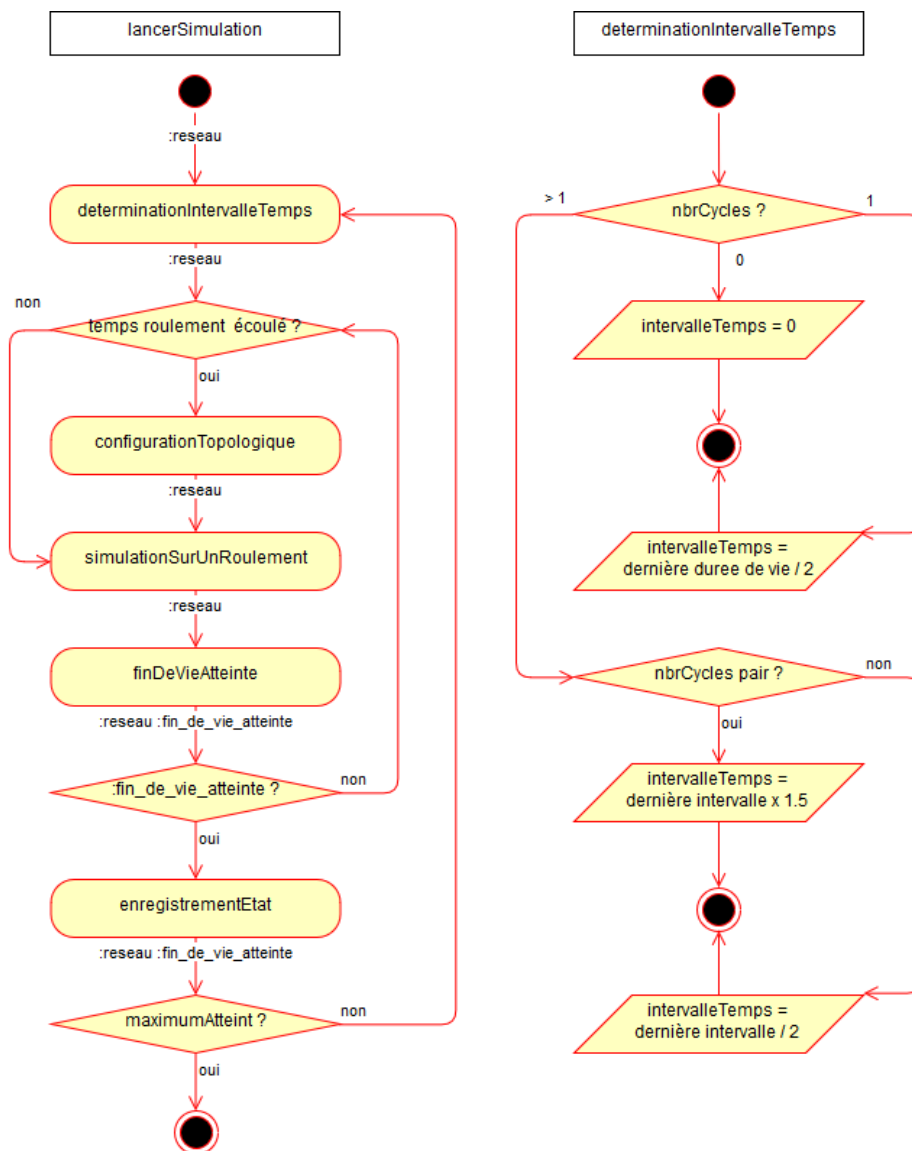 lancerSimulation
:reseau
determinationIntervalleTemps
:reseau
non
temps roulement écoulé ?
oui
configurationTopologique
:reseau
simulationSurUnRoulement
:reseau
finDeVieAtteinte
:reseau :fin_de_vie_atteinte
:fin_de_vie_atteinte ?
non
oui
enregistrementEtat
:reseau :fin_de_vie_atteinte
maximumAtteint ?
non
oui
determinationIntervalleTemps
> 1
nbrCycles ?
1
0
intervalleTemps = 0
intervalleTemps =
dernière duree de vie / 2
nbrCycles pair ?
non
oui
intervalleTemps =
dernière intervalle x 1.5
intervalleTemps =
dernière intervalle / 2